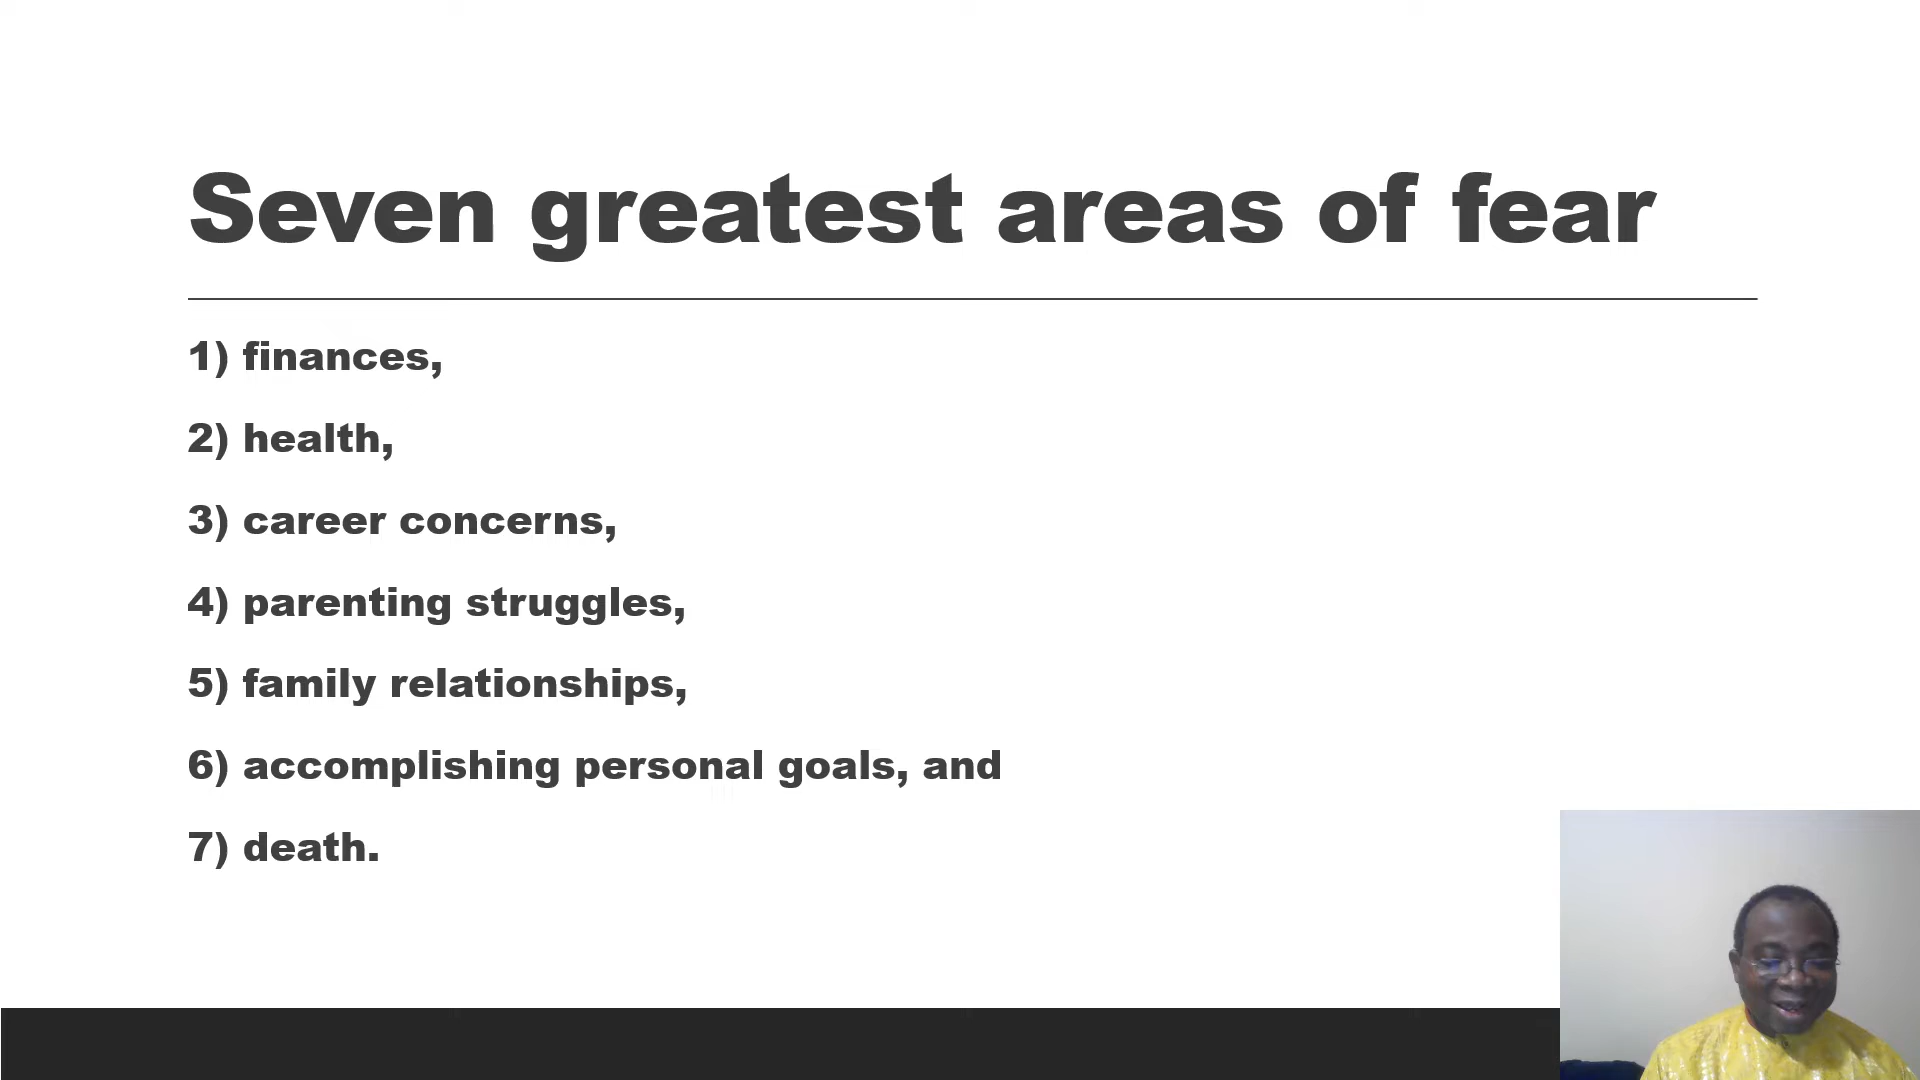 Seven greatest areas of fear
1) finances,
2) health,
3) career concerns,
4) parenting struggles,
5) family relationships,
6) accomplishing personal goals, and
7) death.